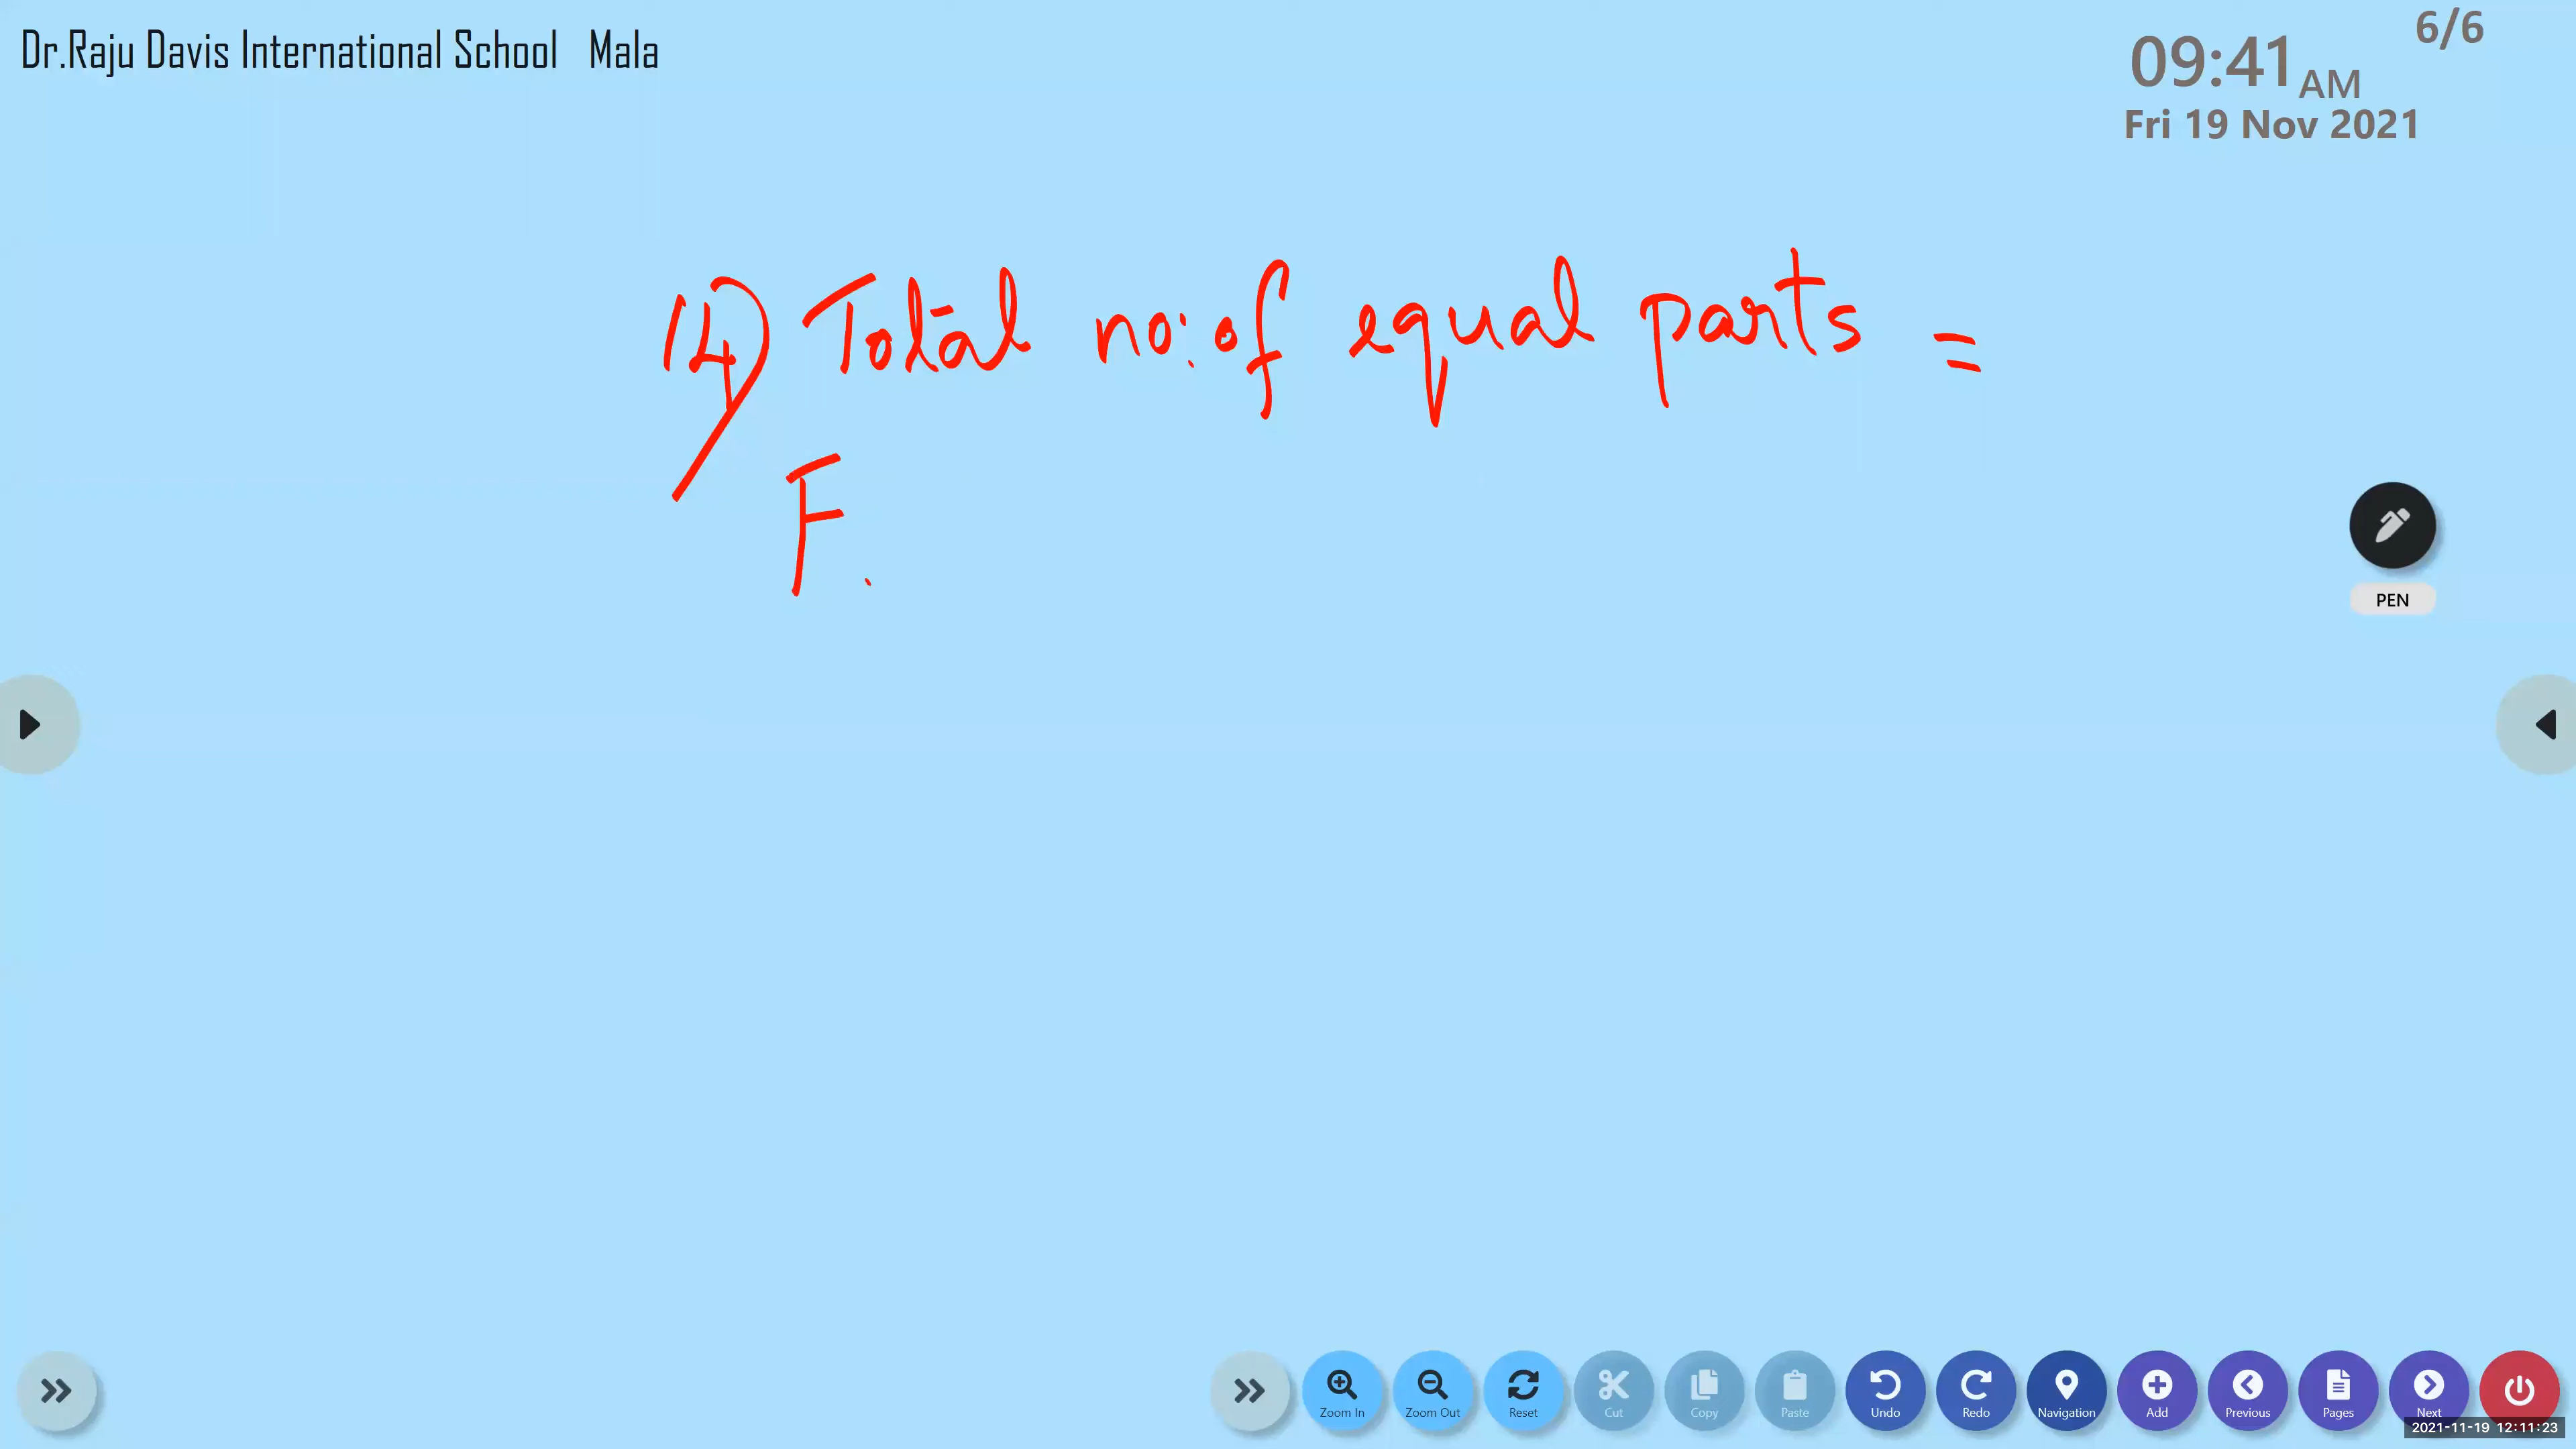 Dr.Raju Davis International School Mala
6/6
09:41 AM
Fri 19 Nov 2021
14) Total no: of equal parts =
F.
PEN
Zoom In Zoom Out Reset Cut Copy Paste Undo Redo Navigation Add Previous Pages Next
2021-11-19 12:11:23